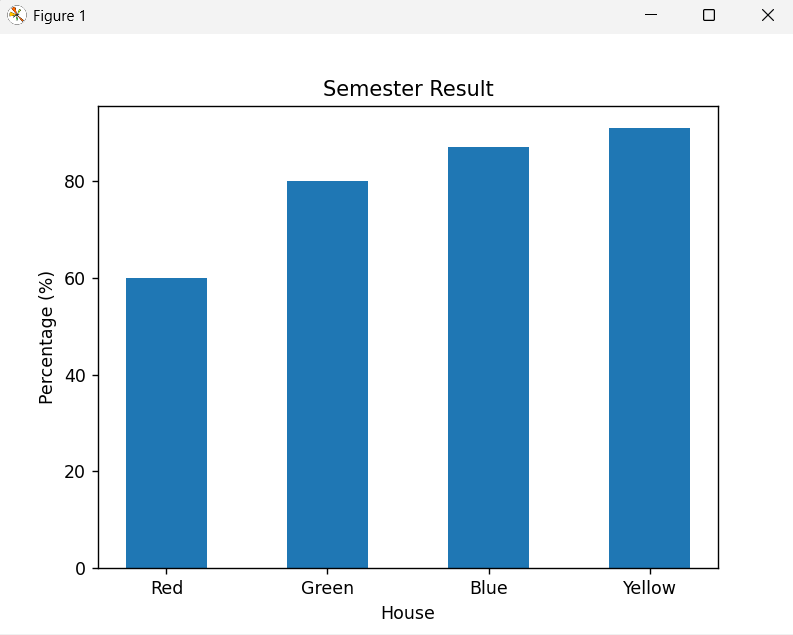 Figure 1
Semester Result
Percentage (%)
80
60
40
20
0
Red Green Blue Yellow
House